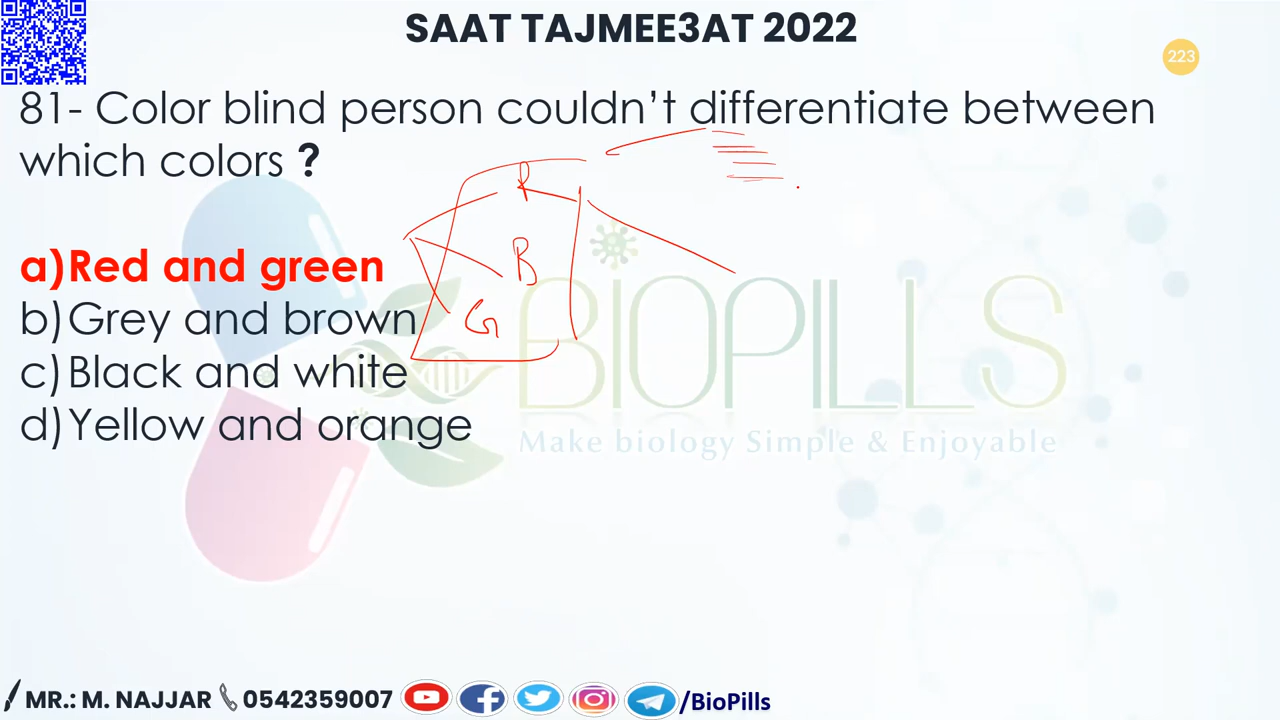 SAAT TAJMEE3AT 2022
223
81- Color blind person couldn't differentiate between
which colors ?
R
a)Red and green
B
b)Grey and brown
G
c)Black and white
d)Yellow and orange
BiOPILLS
Make biology Simple & Enjoyable
MR.: M. NAJJAR 0542359007 /BioPills